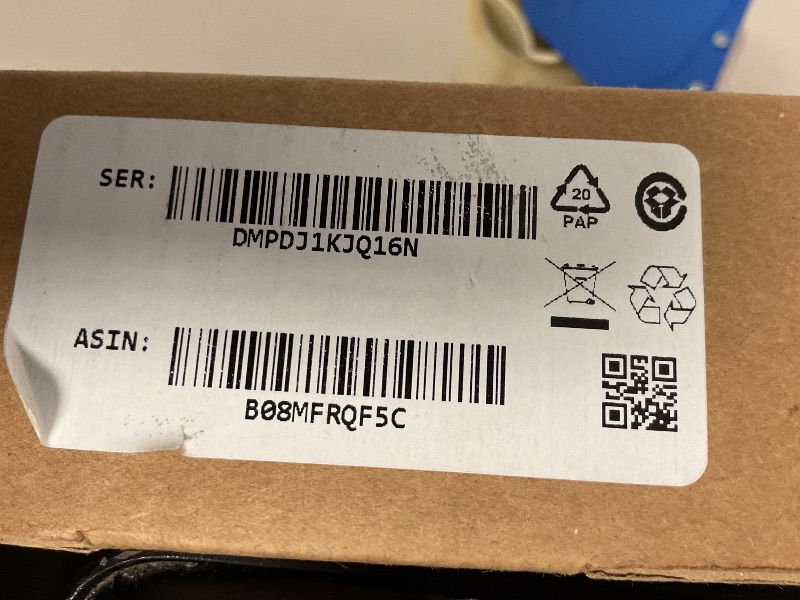 SER:
DMPDJ1KJQ16N
20
PAP
ASIN:
B08MFRQF5C